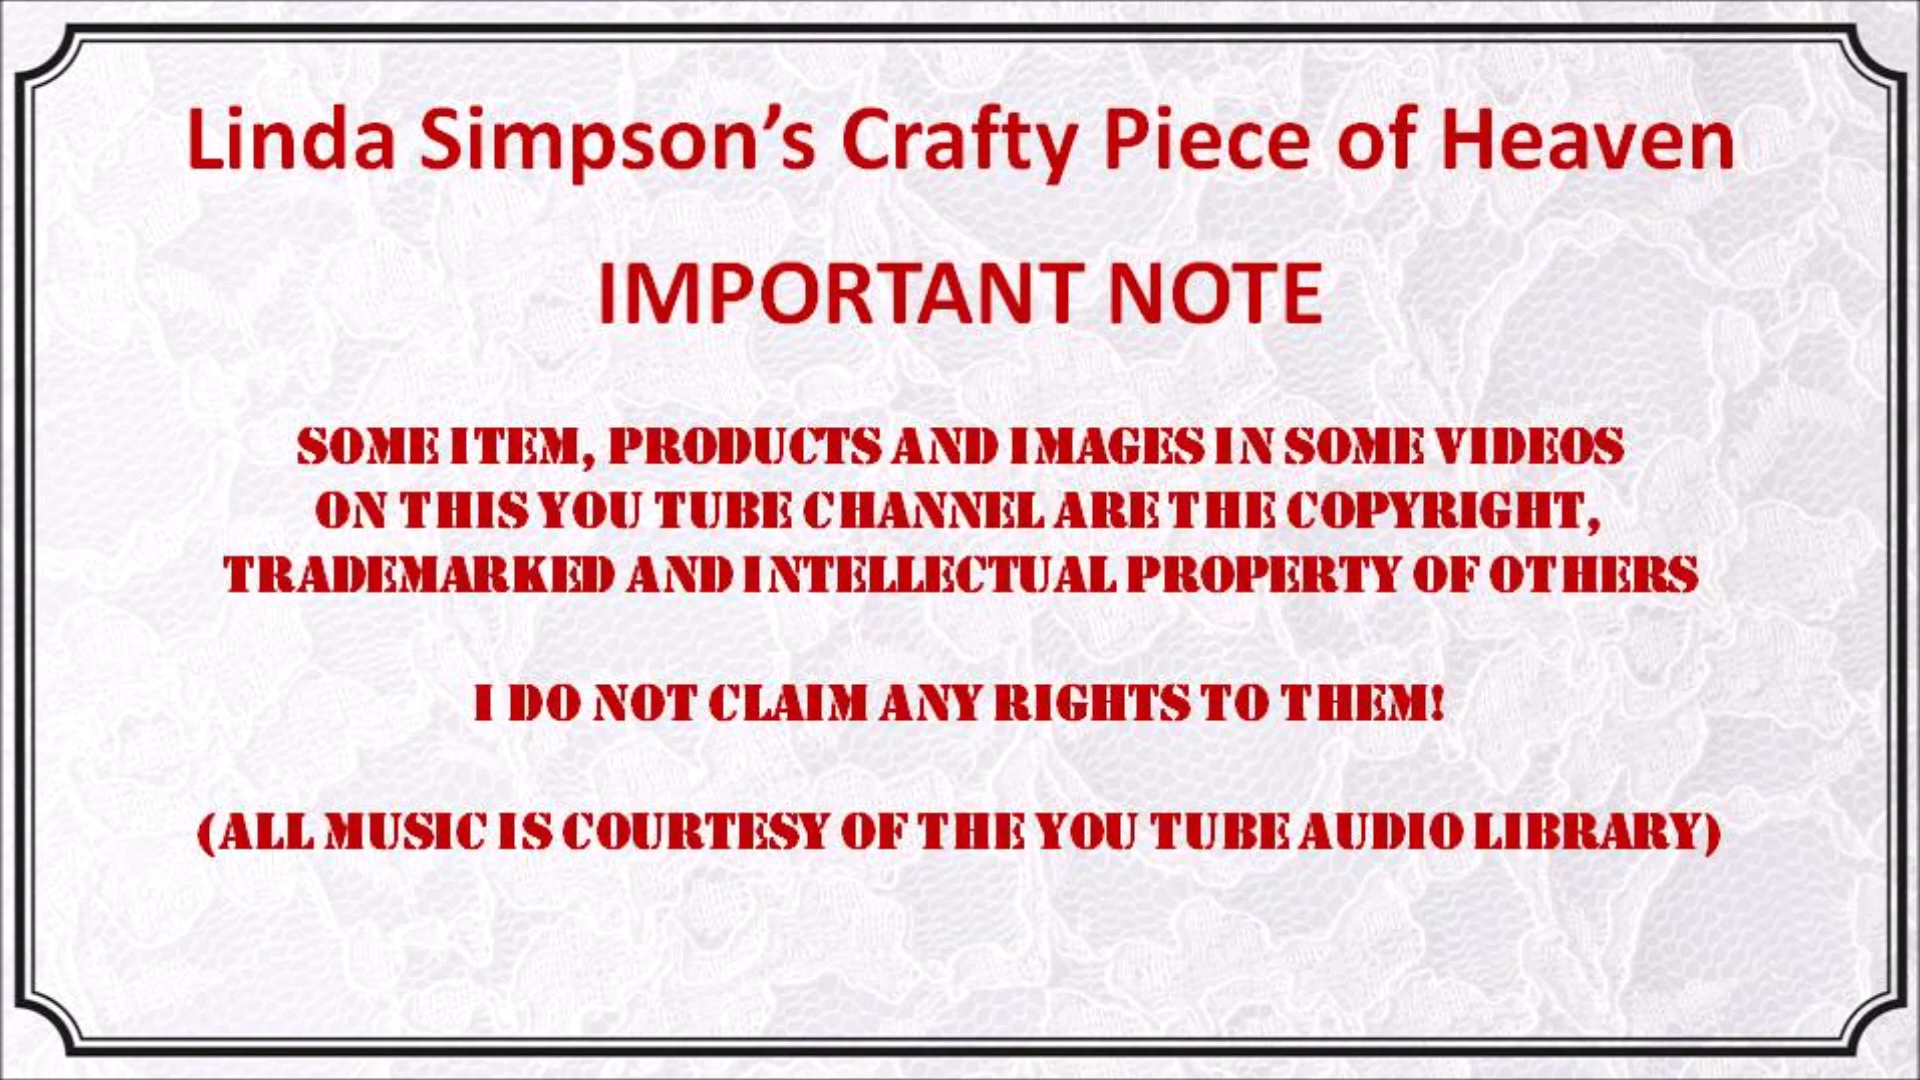 Linda Simpson’s Crafty Piece of Heaven
IMPORTANT NOTE
SOME ITEM, PRODUCTS AND IMAGES IN SOME VIDEOS
ON THIS YOU TUBE CHANNEL ARE THE COPYRIGHT,
TRADEMARKED AND INTELLECTUAL PROPERTY OF OTHERS
I DO NOT CLAIM ANY RIGHTS TO THEM!
(ALL MUSIC IS COURTESY OF THE YOU TUBE AUDIO LIBRARY)